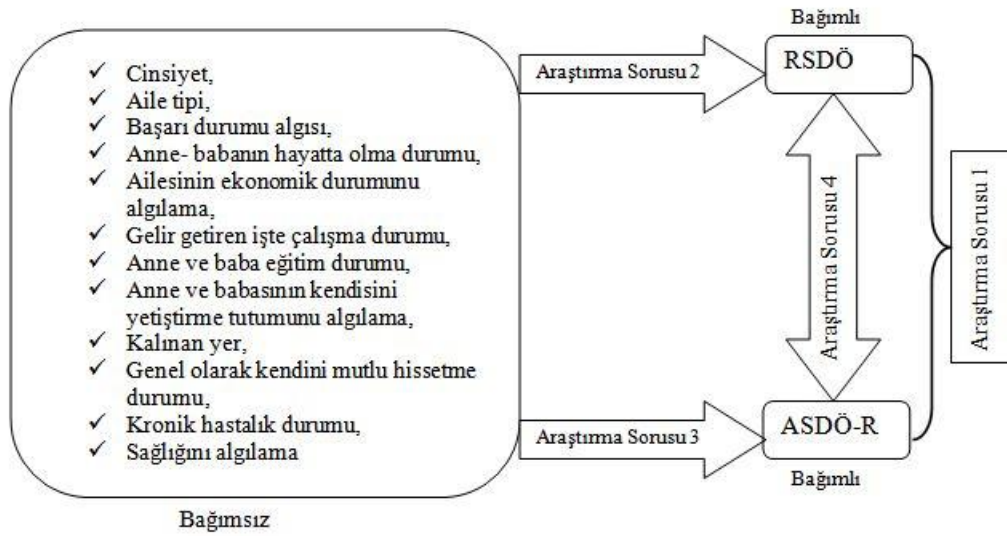 ✓ Cinsiyet,
✓ Aile tipi,
✓ Başarı durumu algısı,
✓ Anne- babanın hayatta olma durumu,
✓ Ailesinin ekonomik durumunu
algılama,
✓ Gelir getiren işte çalışma durumu,
✓ Anne ve baba eğitim durumu,
✓ Anne ve babasının kendisini
yetiştirme tutumunu algılama,
✓ Kalınan yer,
✓ Genel olarak kendini mutlu hissetme
durumu,
✓ Kronik hastalık durumu,
✓ Sağlığını algılama
Bağımsız
Araştırma Sorusu 2
Araştırma Sorusu 3
Bağımlı
RSDÖ
Araştırma Sorusu 4
ASDÖ-R
Bağımlı
Araştırma Sorusu 1